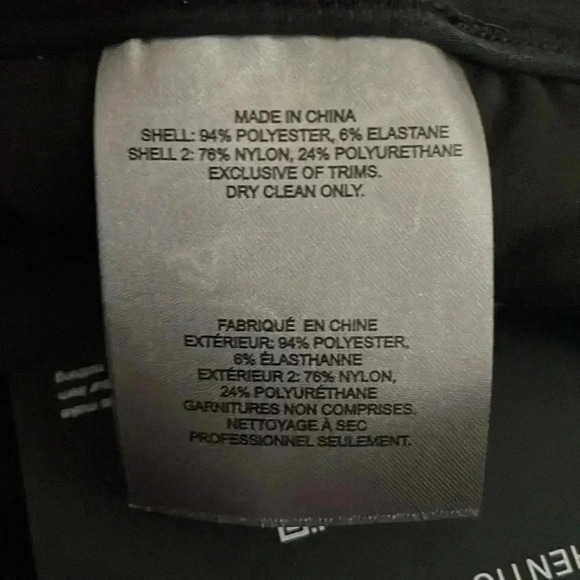 MADE IN CHINA
SHELL: 94% POLYESTER, 6% ELASTANE
SHELL 2: 76% NYLON, 24% POLYURETHANE
EXCLUSIVE OF TRIMS.
DRY CLEAN ONLY.
FABRIQUÉ EN CHINE
EXTÉRIEUR: 94% POLYESTER,
6% ÉLASTHANNE
EXTÉRIEUR 2: 76% NYLON,
24% POLYURÉTHANE
GARNITURES NON COMPRISES.
NETTOYAGE À SEC
PROFESSIONNEL SEULEMENT.